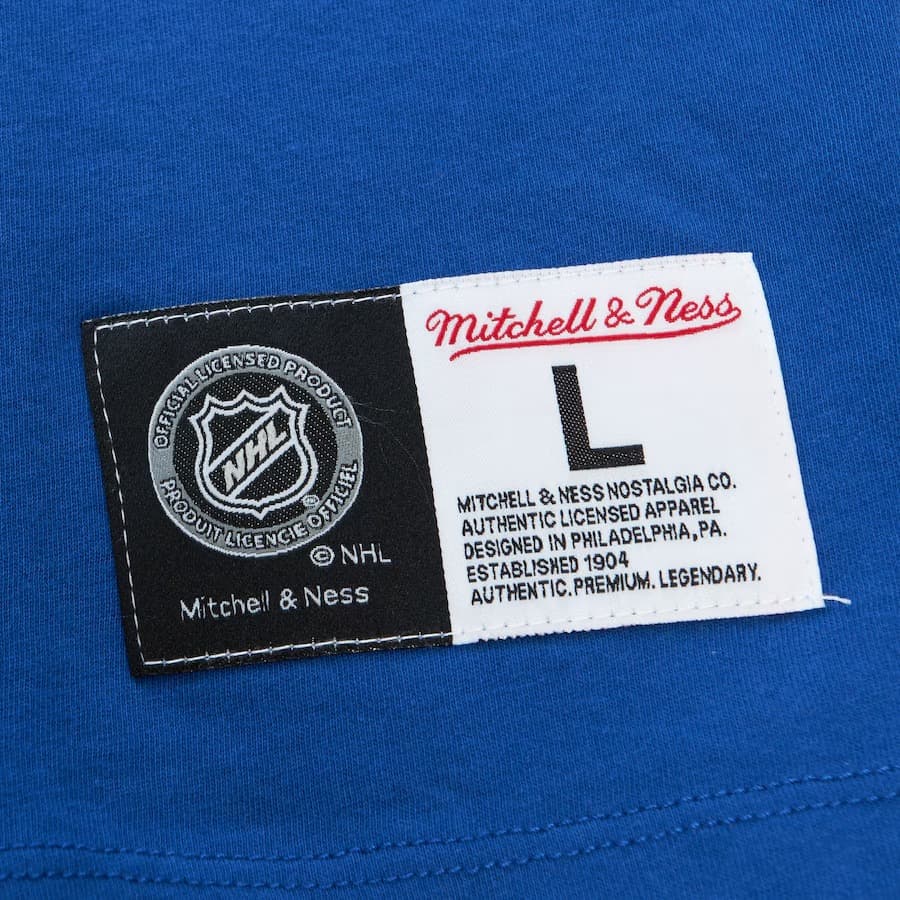 OFFICIAL LICENSED PRODUCT
NHL
PRODUIT LICENCIÉ OFFICIEL
®
© NHL
Mitchell & Ness
Mitchell & Ness
L
MITCHELL & NESS NOSTALGIA CO.
AUTHENTIC LICENSED APPAREL
DESIGNED IN PHILADELPHIA, PA.
ESTABLISHED 1904
AUTHENTIC. PREMIUM. LEGENDARY.